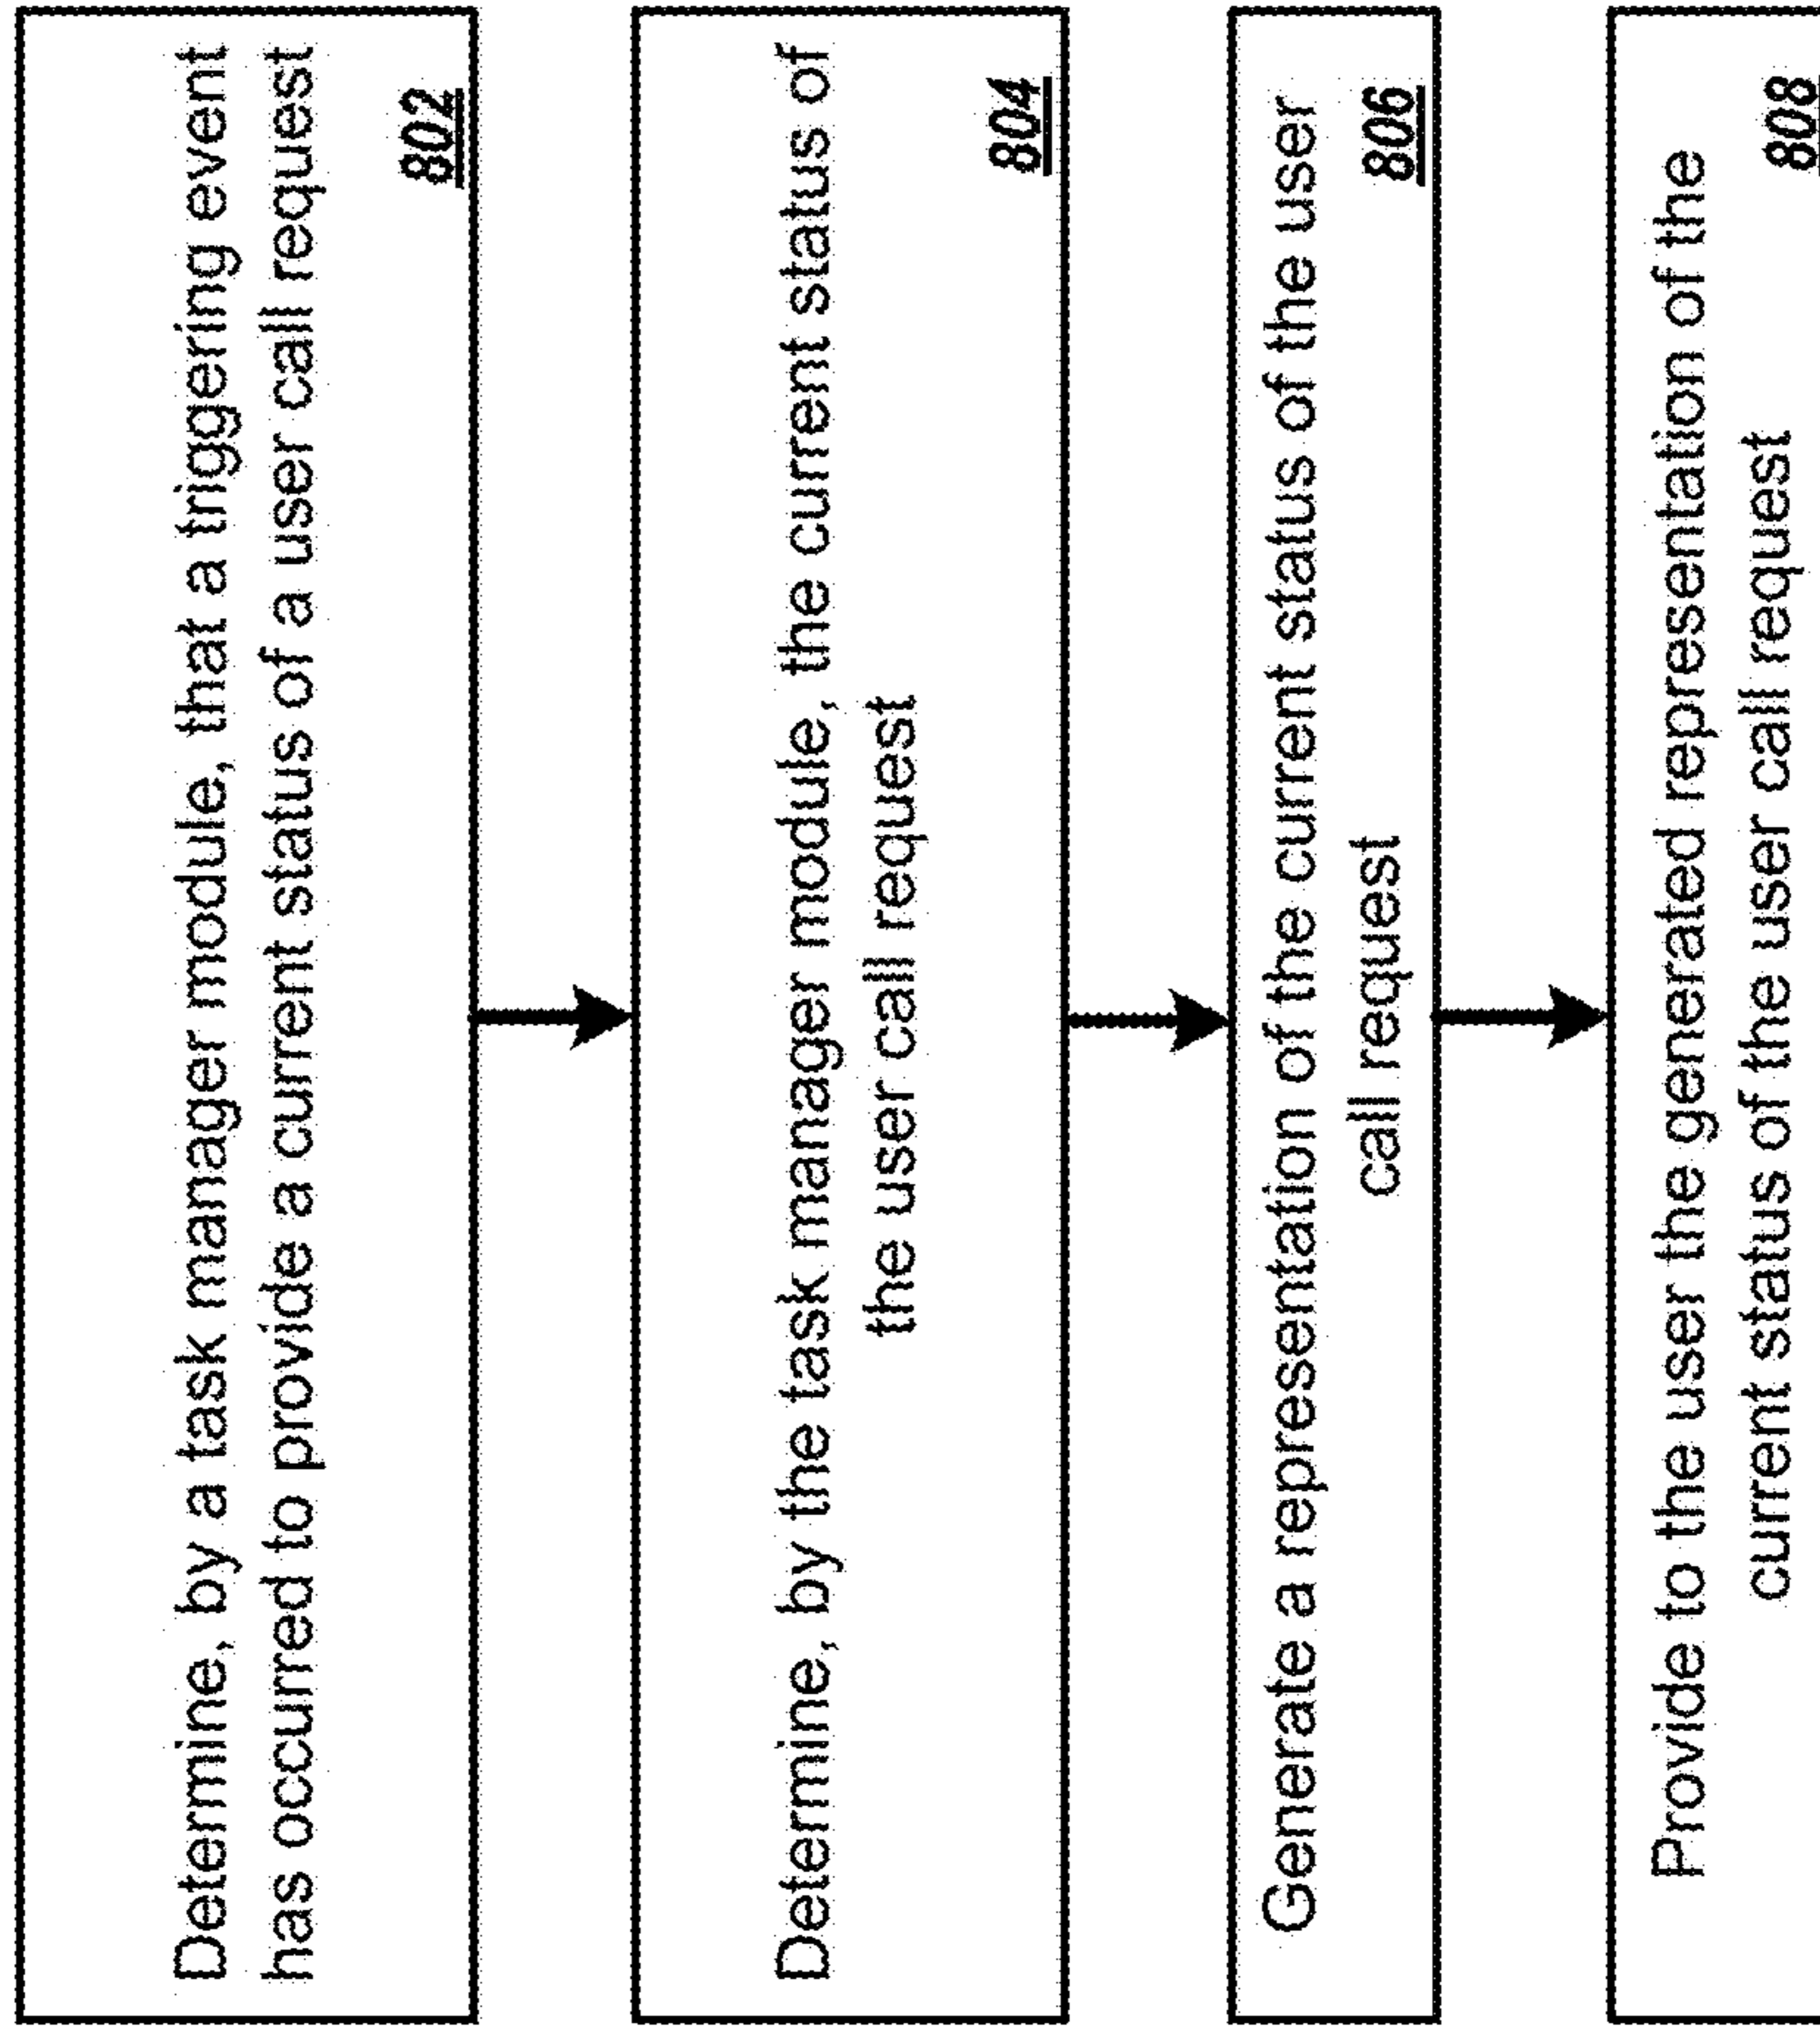 Determine, by a task manager module, that a triggering event
has occurred to provide a current status of a user call request
802
Determine, by the task manager module, the current status of
the user call request
804
Generate a representation of the current status of the user
call request
806
Provide to the user the generated representation of the
current status of the user call request
808